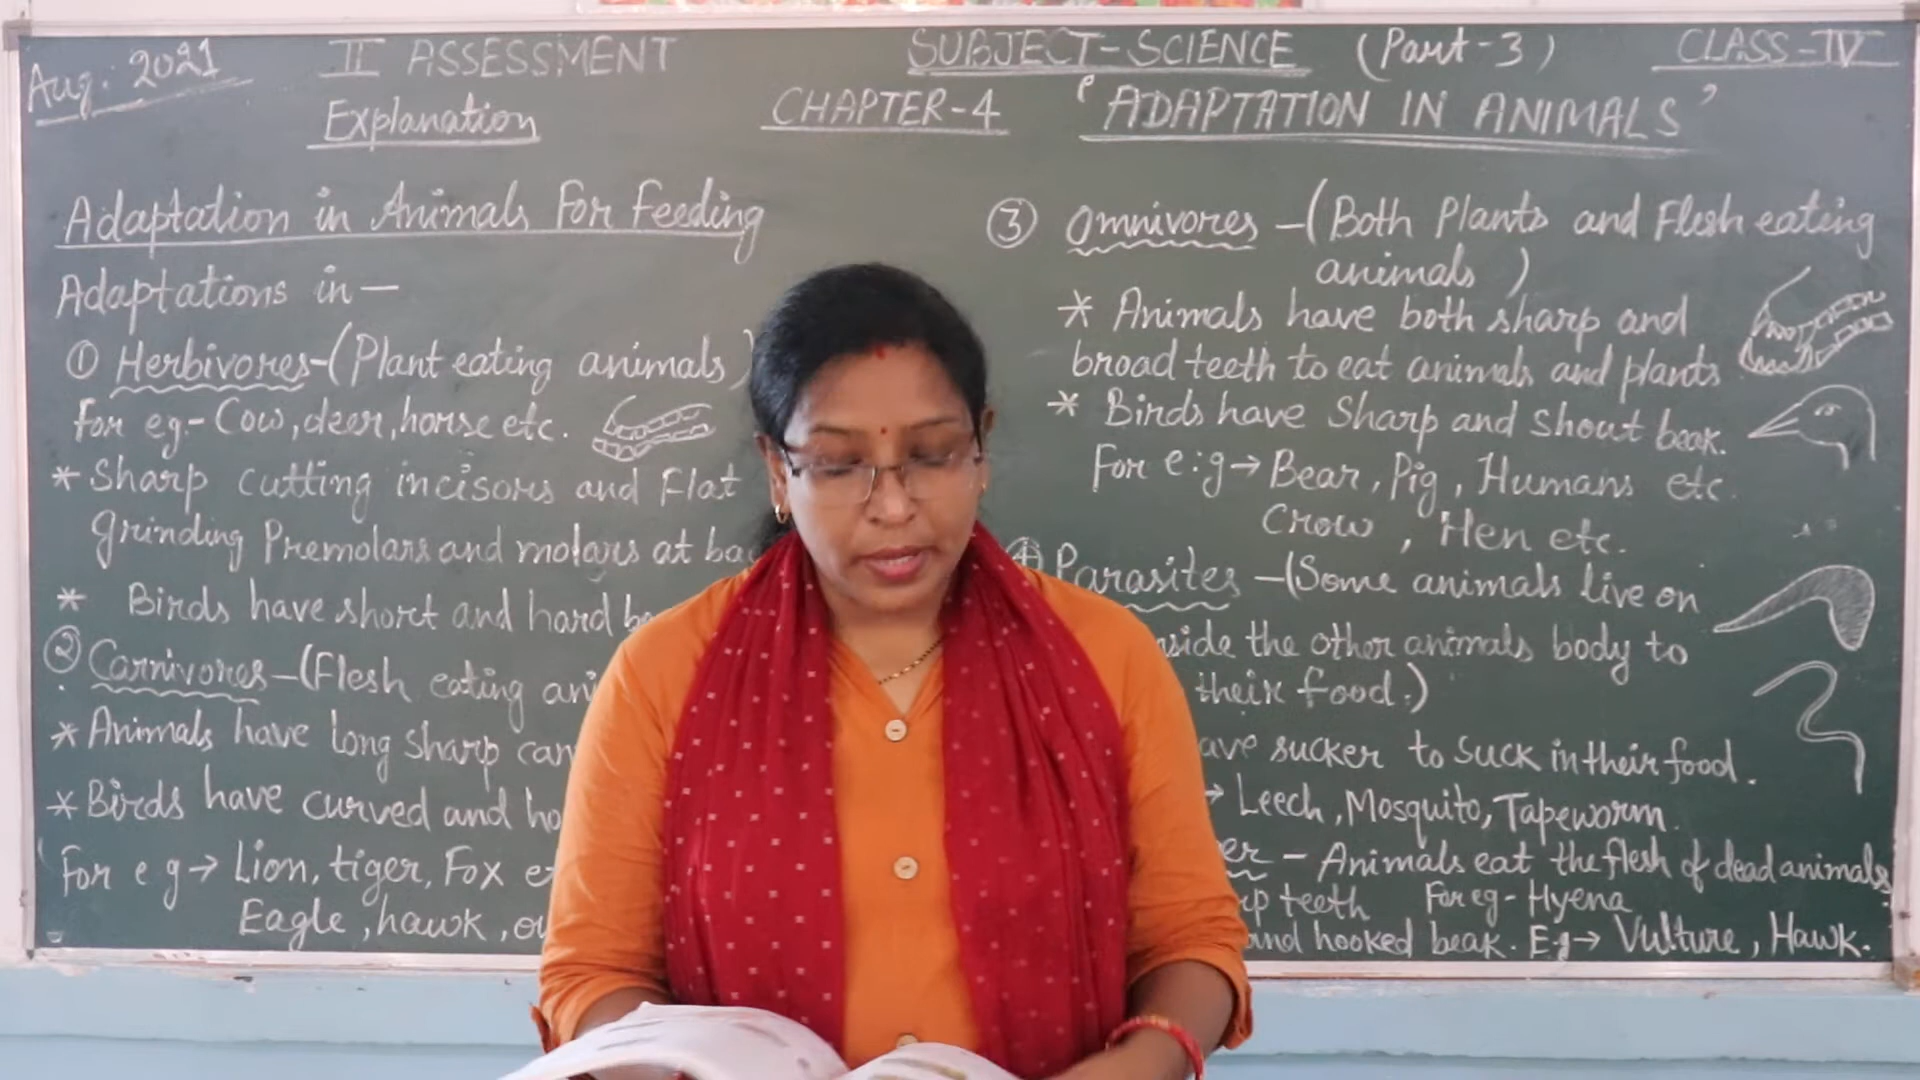 Aug. 2021
II ASSESSMENT
SUBJECT-SCIENCE (Part-3)
CLASS-IV
Explanation
CHAPTER-4 'ADAPTATION IN ANIMALS'
Adaptation in Animals For Feeding
Adaptations in-
① Herbivores-(Plant eating animals)
For eg.- Cow, deer, horse etc.
* Sharp cutting incisors and Flat
grinding Premolars and molars at
* Birds have short and hard
② Carnivores-(Flesh eating
* Animals have long sharp
* Birds have curved and
For e g → Lion, tiger, Fox
Eagle, hawk,
③ Omnivores -(Both Plants and Flesh eating
animals)
* Animals have both sharp and
broad teeth to eat animals and plants
* Birds have Sharp and Short beak.
For e:g → Bear, Pig, Humans etc.
Crow, Hen etc.
④ Parasites -(Some animals live on
the other animals body to
their food.)
sucker to suck in their food.
→ Leech, Mosquito, Tapeworm.
- Animals eat the flesh of dead animals
teeth For eg- Hyena
and hooked beak. E.g → Vulture, Hawk.